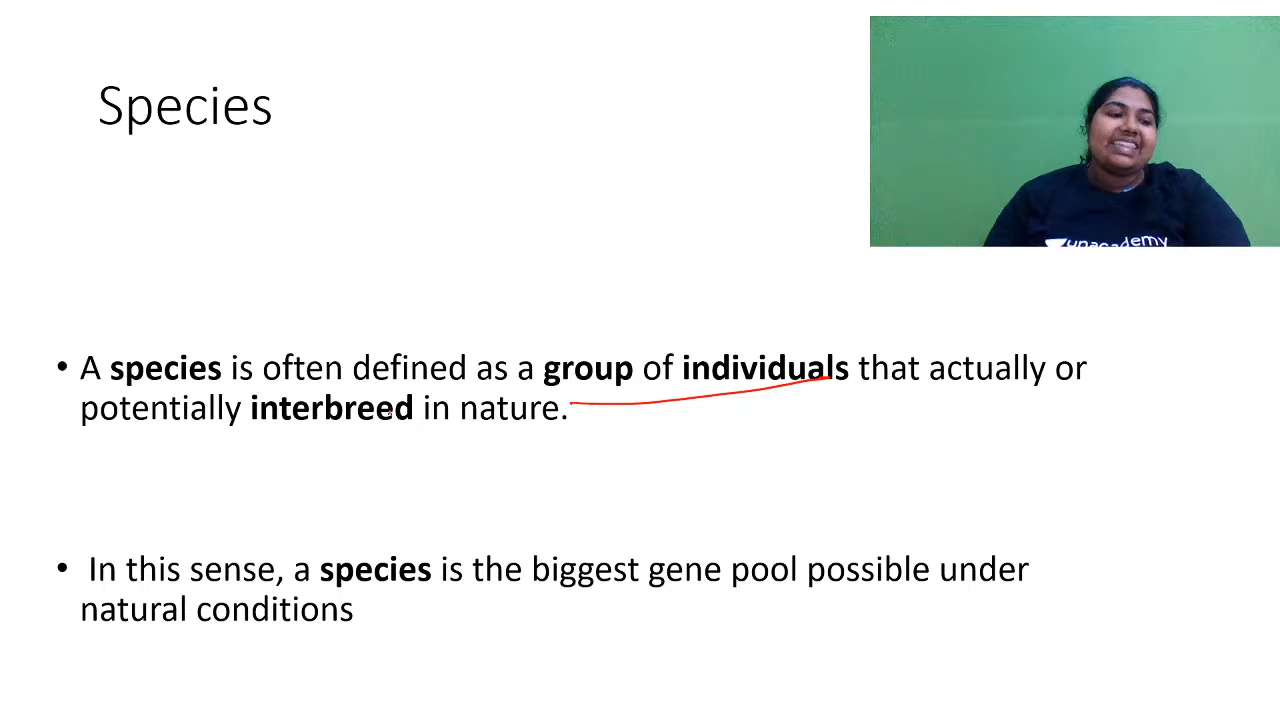 Species
unacademy
• A species is often defined as a group of individuals that actually or
potentially interbreed in nature.
• In this sense, a species is the biggest gene pool possible under
natural conditions